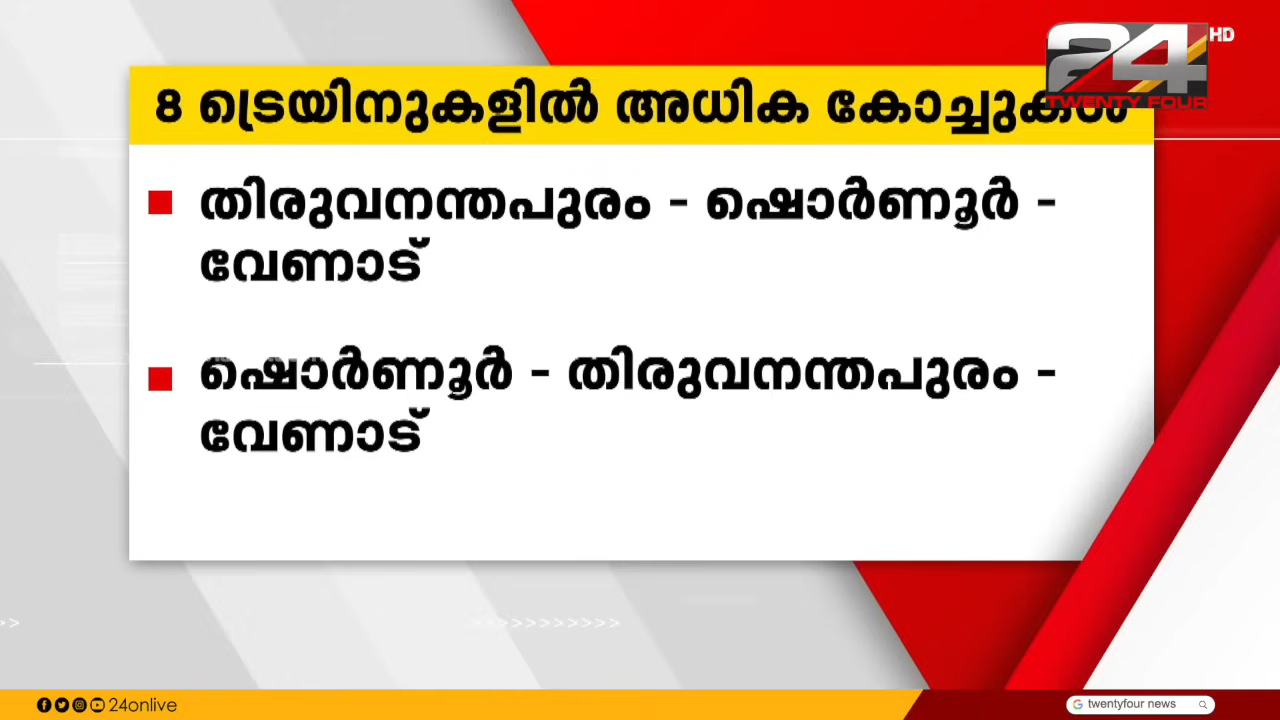 24
HD
TWENTY FOUR
8 ട്രെയിനുകളിൽ അധിക കോച്ചുകൾ
തിരുവനന്തപുരം - ഷൊർണൂർ -
വേണാട്
ഷൊർണൂർ - തിരുവനന്തപുരം -
വേണാട്
>>
>>>>>>>>>>>
24onlive
twentyfour news